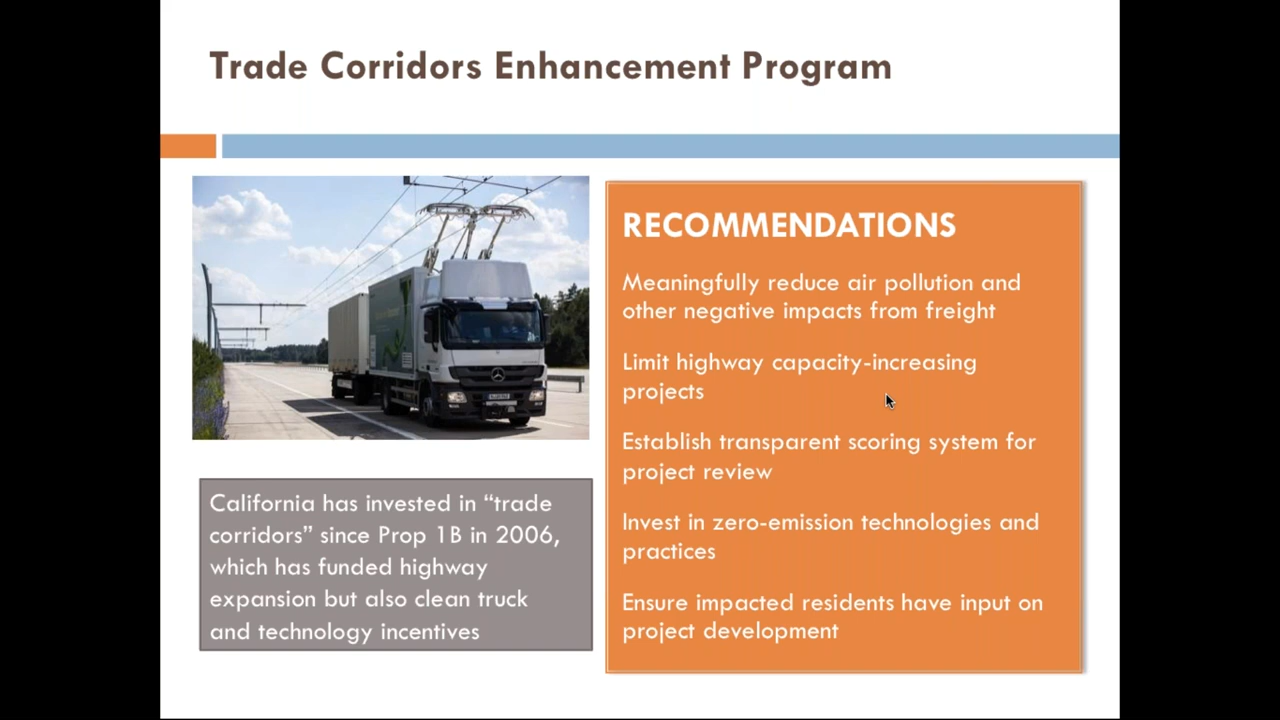 Trade Corridors Enhancement Program
California has invested in “trade
corridors” since Prop 1B in 2006,
which has funded highway
expansion but also clean truck
and technology incentives
RECOMMENDATIONS
Meaningfully reduce air pollution and
other negative impacts from freight
Limit highway capacity-increasing
projects
Establish transparent scoring system for
project review
Invest in zero-emission technologies and
practices
Ensure impacted residents have input on
project development